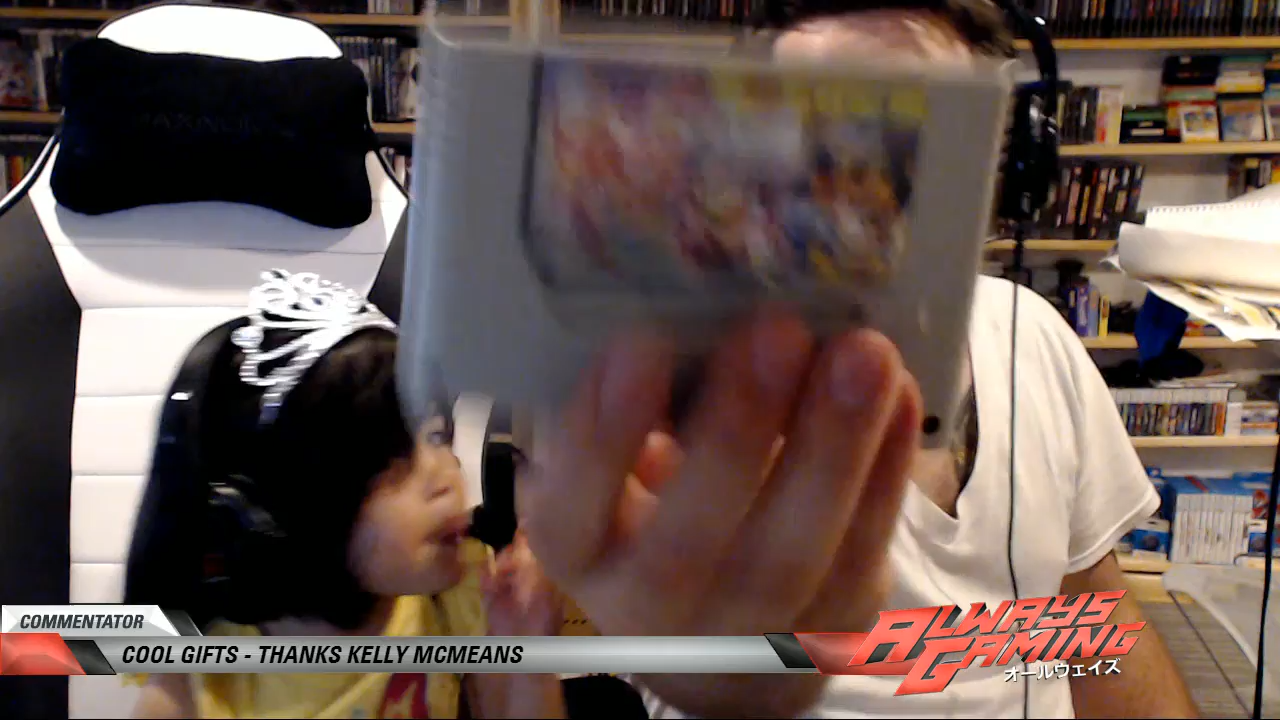 COMMENTATOR
COOL GIFTS - THANKS KELLY MCMEANS
ALWAYS
GAMING
オールウェイズ